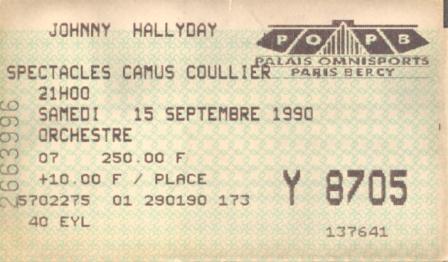 JOHNNY HALLYDAY
POPB
PALAIS OMNISPORTS
PARIS BERCY
SPECTACLES CAMUS COULLIER
21H00
SAMEDI 15 SEPTEMBRE 1990
ORCHESTRE
07 250.00 F
+10.00 F / PLACE
Y 8705
5702275 01 290190 173
40 EYL
137641
2663996